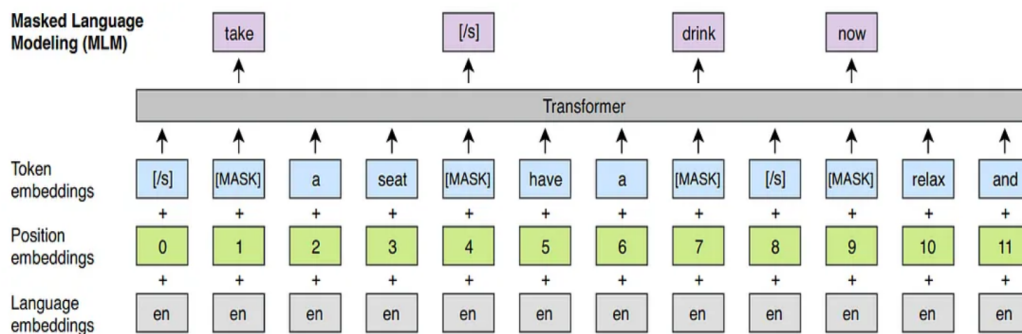 Masked Language
Modeling (MLM)
take [/s] drink now
Transformer
Token
embeddings
[/s] [MASK] a seat [MASK] have a [MASK] [/s] [MASK] relax and
+ + + + + + + + + + + +
Position
embeddings
0 1 2 3 4 5 6 7 8 9 10 11
+ + + + + + + + + + + +
Language
embeddings
en en en en en en en en en en en en